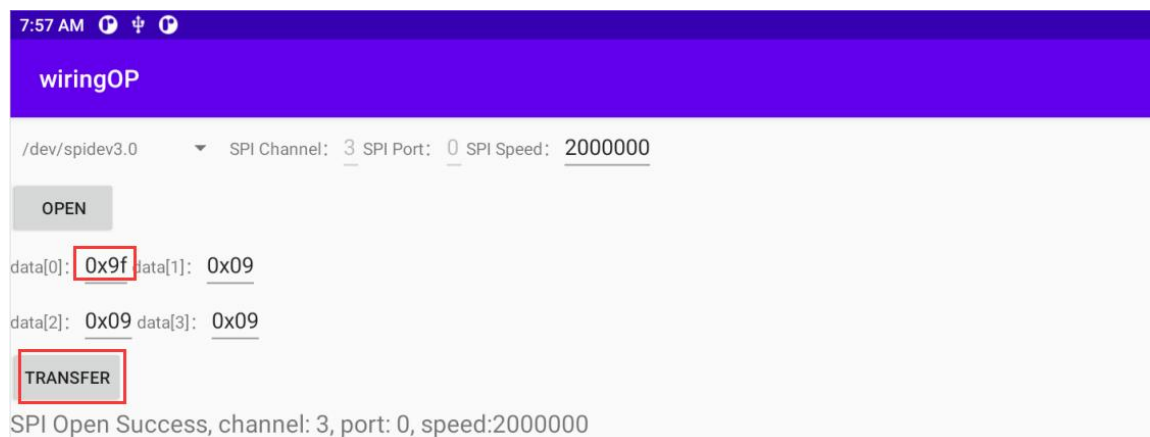 7:57 AM
wiringOP
/dev/spidev3.0 SPI Channel: 3 SPI Port: 0 SPI Speed: 2000000
OPEN
data[0]: 0x9f data[1]: 0x09
data[2]: 0x09 data[3]: 0x09
TRANSFER
SPI Open Success, channel: 3, port: 0, speed:2000000